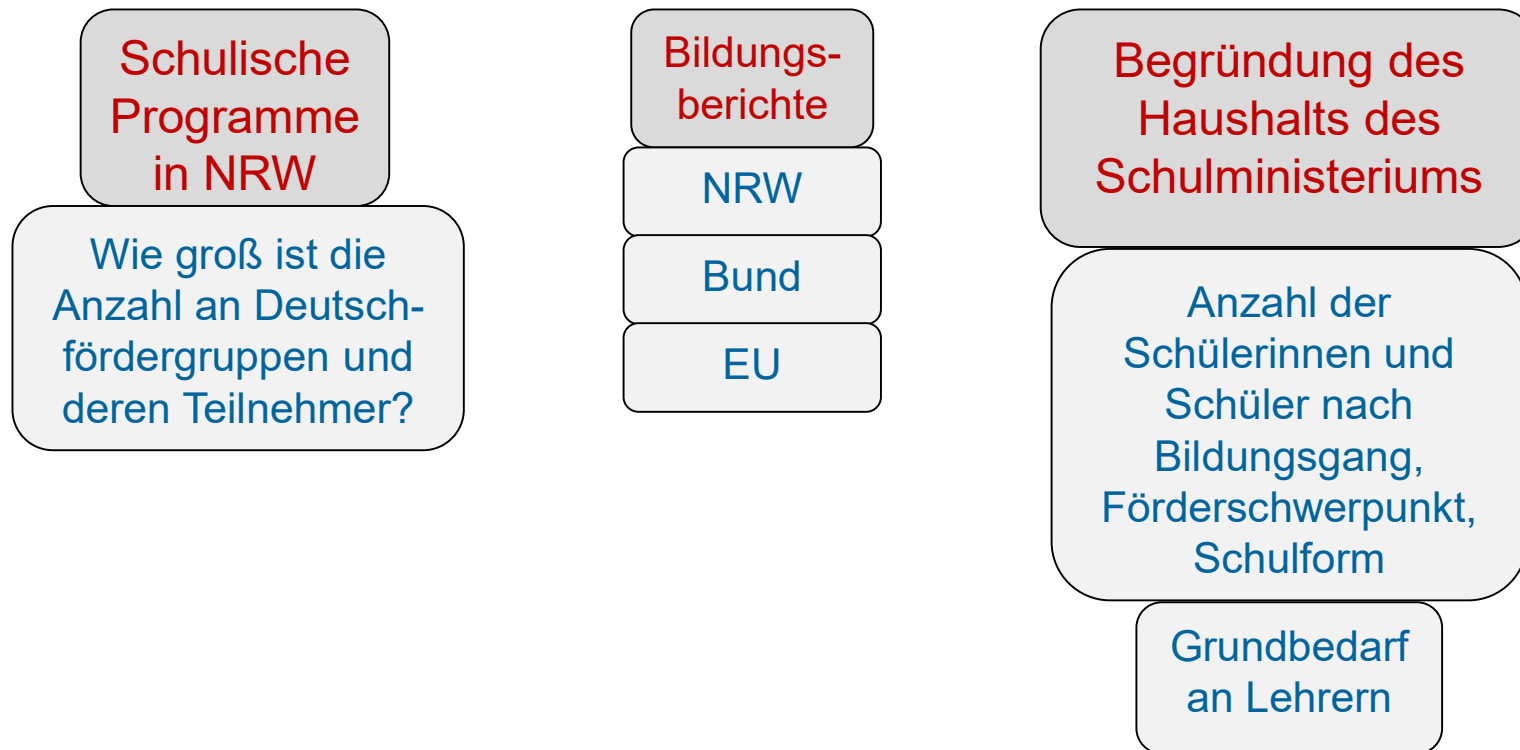 Schulische
Programme
in NRW
Wie groß ist die
Anzahl an Deutsch-
fördergruppen und
deren Teilnehmer?
Bildungs-
berichte
NRW
Bund
EU
Begründung des
Haushalts des
Schulministeriums
Anzahl der
Schülerinnen und
Schüler nach
Bildungsgang,
Förderschwerpunkt,
Schulform
Grundbedarf
an Lehrern